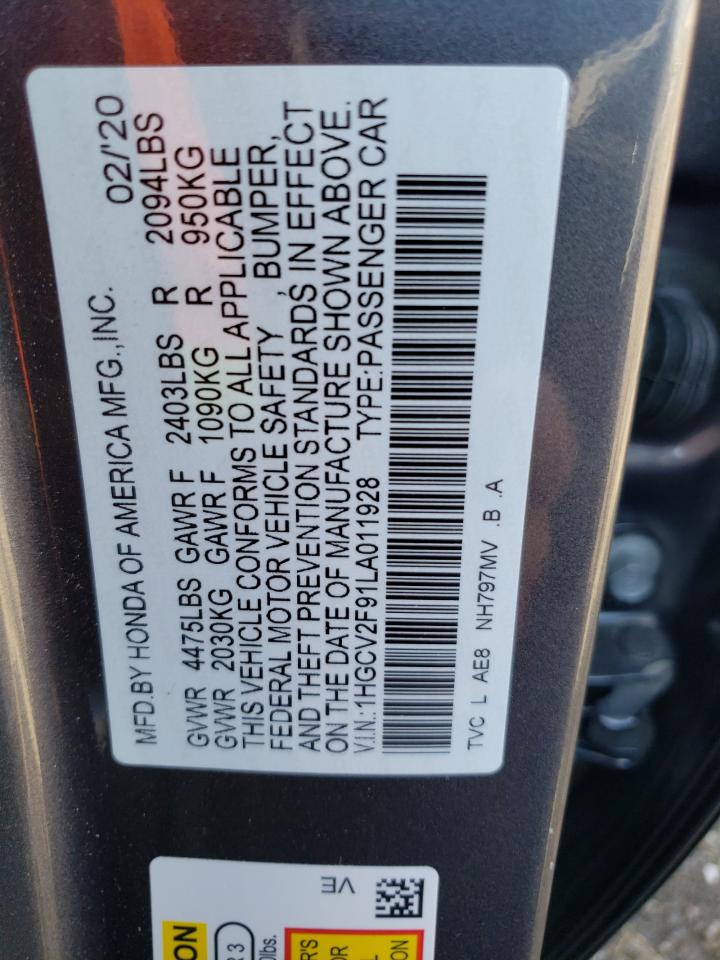 MFD.BY HONDA OF AMERICA MFG.,INC. 02/'20
GVWR 4475LBS GAWR F 2403LBS R 2094LBS
GVWR 2030KG GAWR F 1090KG R 950KG
THIS VEHICLE CONFORMS TO ALL APPLICABLE
FEDERAL MOTOR VEHICLE SAFETY , BUMPER,
AND THEFT PREVENTION STANDARDS IN EFFECT
ON THE DATE OF MANUFACTURE SHOWN ABOVE.
V.I.N.:1HGCV2F91LA011928 TYPE:PASSENGER CAR
TVC L AE8 NH797MV .B .A
VE